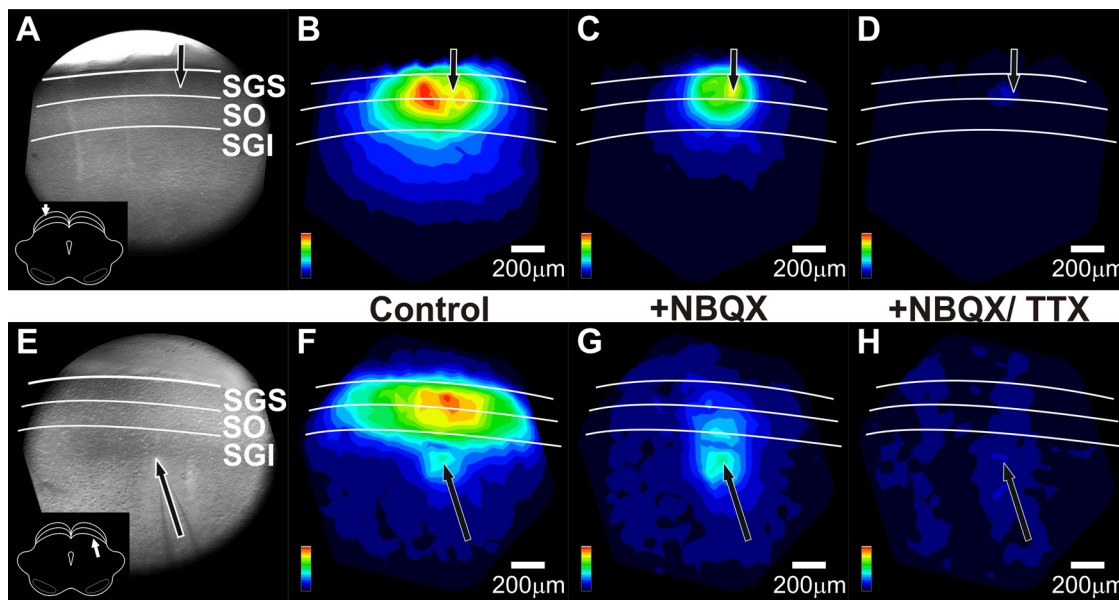 A
SGS
SO
SGI
B
200µm
C
200µm
D
200µm
Control
+NBQX
+NBQX/ TTX
E
SGS
SO
SGI
F
200µm
G
200µm
H
200µm